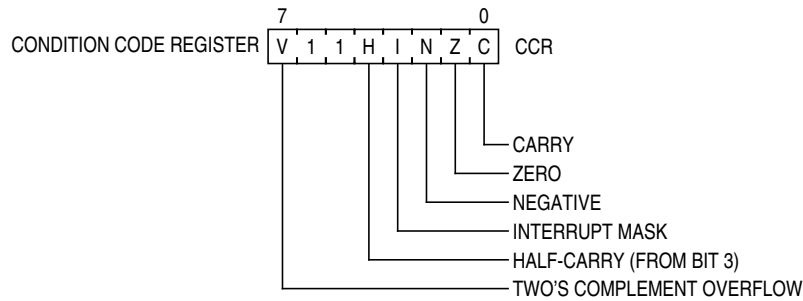 7 0
CONDITION CODE REGISTER V 1 1 H I N Z C CCR
CARRY
ZERO
NEGATIVE
INTERRUPT MASK
HALF-CARRY (FROM BIT 3)
TWO'S COMPLEMENT OVERFLOW